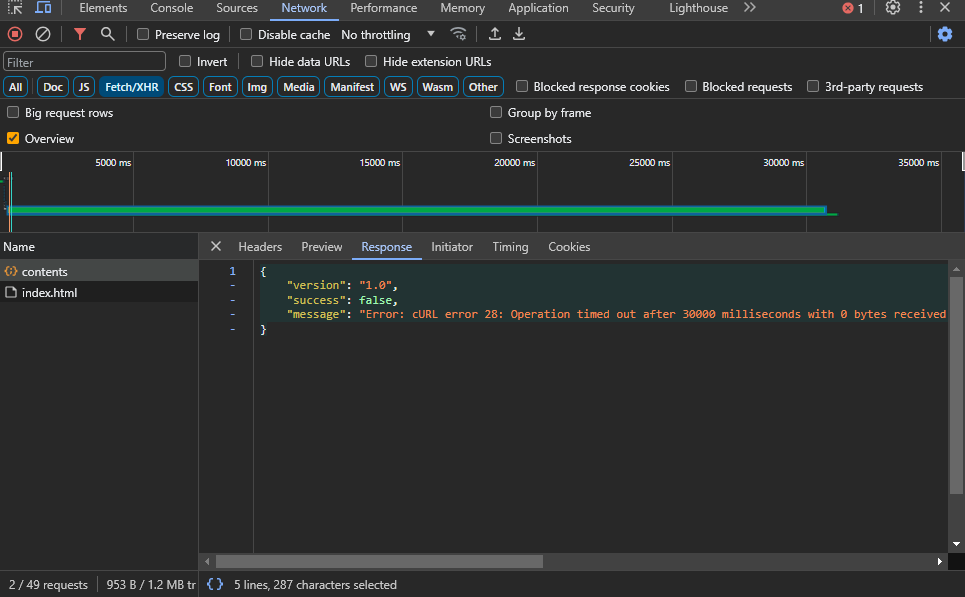 Elements Console Sources Network Performance Memory Application Security Lighthouse 1
Preserve log Disable cache No throttling
Filter Invert Hide data URLs Hide extension URLs
All Doc JS Fetch/XHR CSS Font Img Media Manifest WS Wasm Other Blocked response cookies Blocked requests 3rd-party requests
Big request rows Group by frame
Overview Screenshots
5000 ms 10000 ms 15000 ms 20000 ms 25000 ms 30000 ms 35000 ms
Name Headers Preview Response Initiator Timing Cookies
contents
index.html
1 {
- "version": "1.0",
- "success": false,
- "message": "Error: cURL error 28: Operation timed out after 30000 milliseconds with 0 bytes received
- }
2 / 49 requests 953 B / 1.2 MB tr {} 5 lines, 287 characters selected